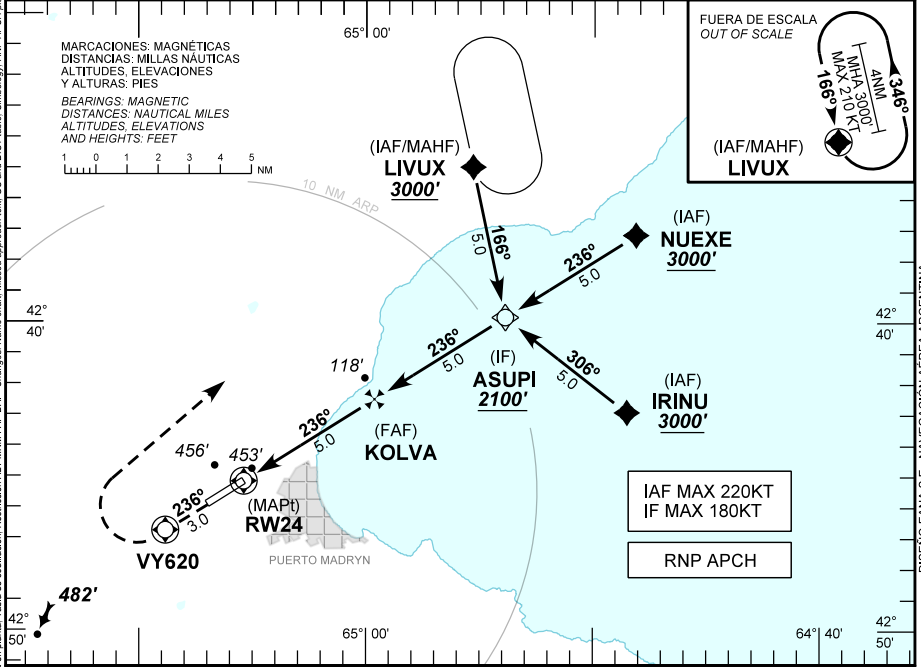 65° 00'
MARCACIONES: MAGNÉTICAS
DISTANCIAS: MILLAS NÁUTICAS
ALTITUDES, ELEVACIONES
Y ALTURAS: PIES
BEARINGS: MAGNETIC
DISTANCES: NAUTICAL MILES
ALTITUDES, ELEVATIONS
AND HEIGHTS: FEET
1 0 1 2 3 4 5 NM
10 NM ARP
FUERA DE ESCALA
OUT OF SCALE
4NM
MHA 3000'
MAX 210 KT
166°
346°
(IAF/MAHF)
LIVUX
(IAF/MAHF)
LIVUX
3000'
166°
5.0
(IAF)
NUEXE
3000'
236°
5.0
42°
40'
42°
40'
(IF)
ASUPI
2100'
236°
5.0
306°
5.0
(IAF)
IRINU
3000'
118'
(FAF)
KOLVA
236°
5.0
456'
453'
(MAPt)
RW24
236°
3.0
VY620
PUERTO MADRYN
IAF MAX 220KT
IF MAX 180KT
RNP APCH
482'
42°
50'
65° 00'
64° 40'
42°
50'